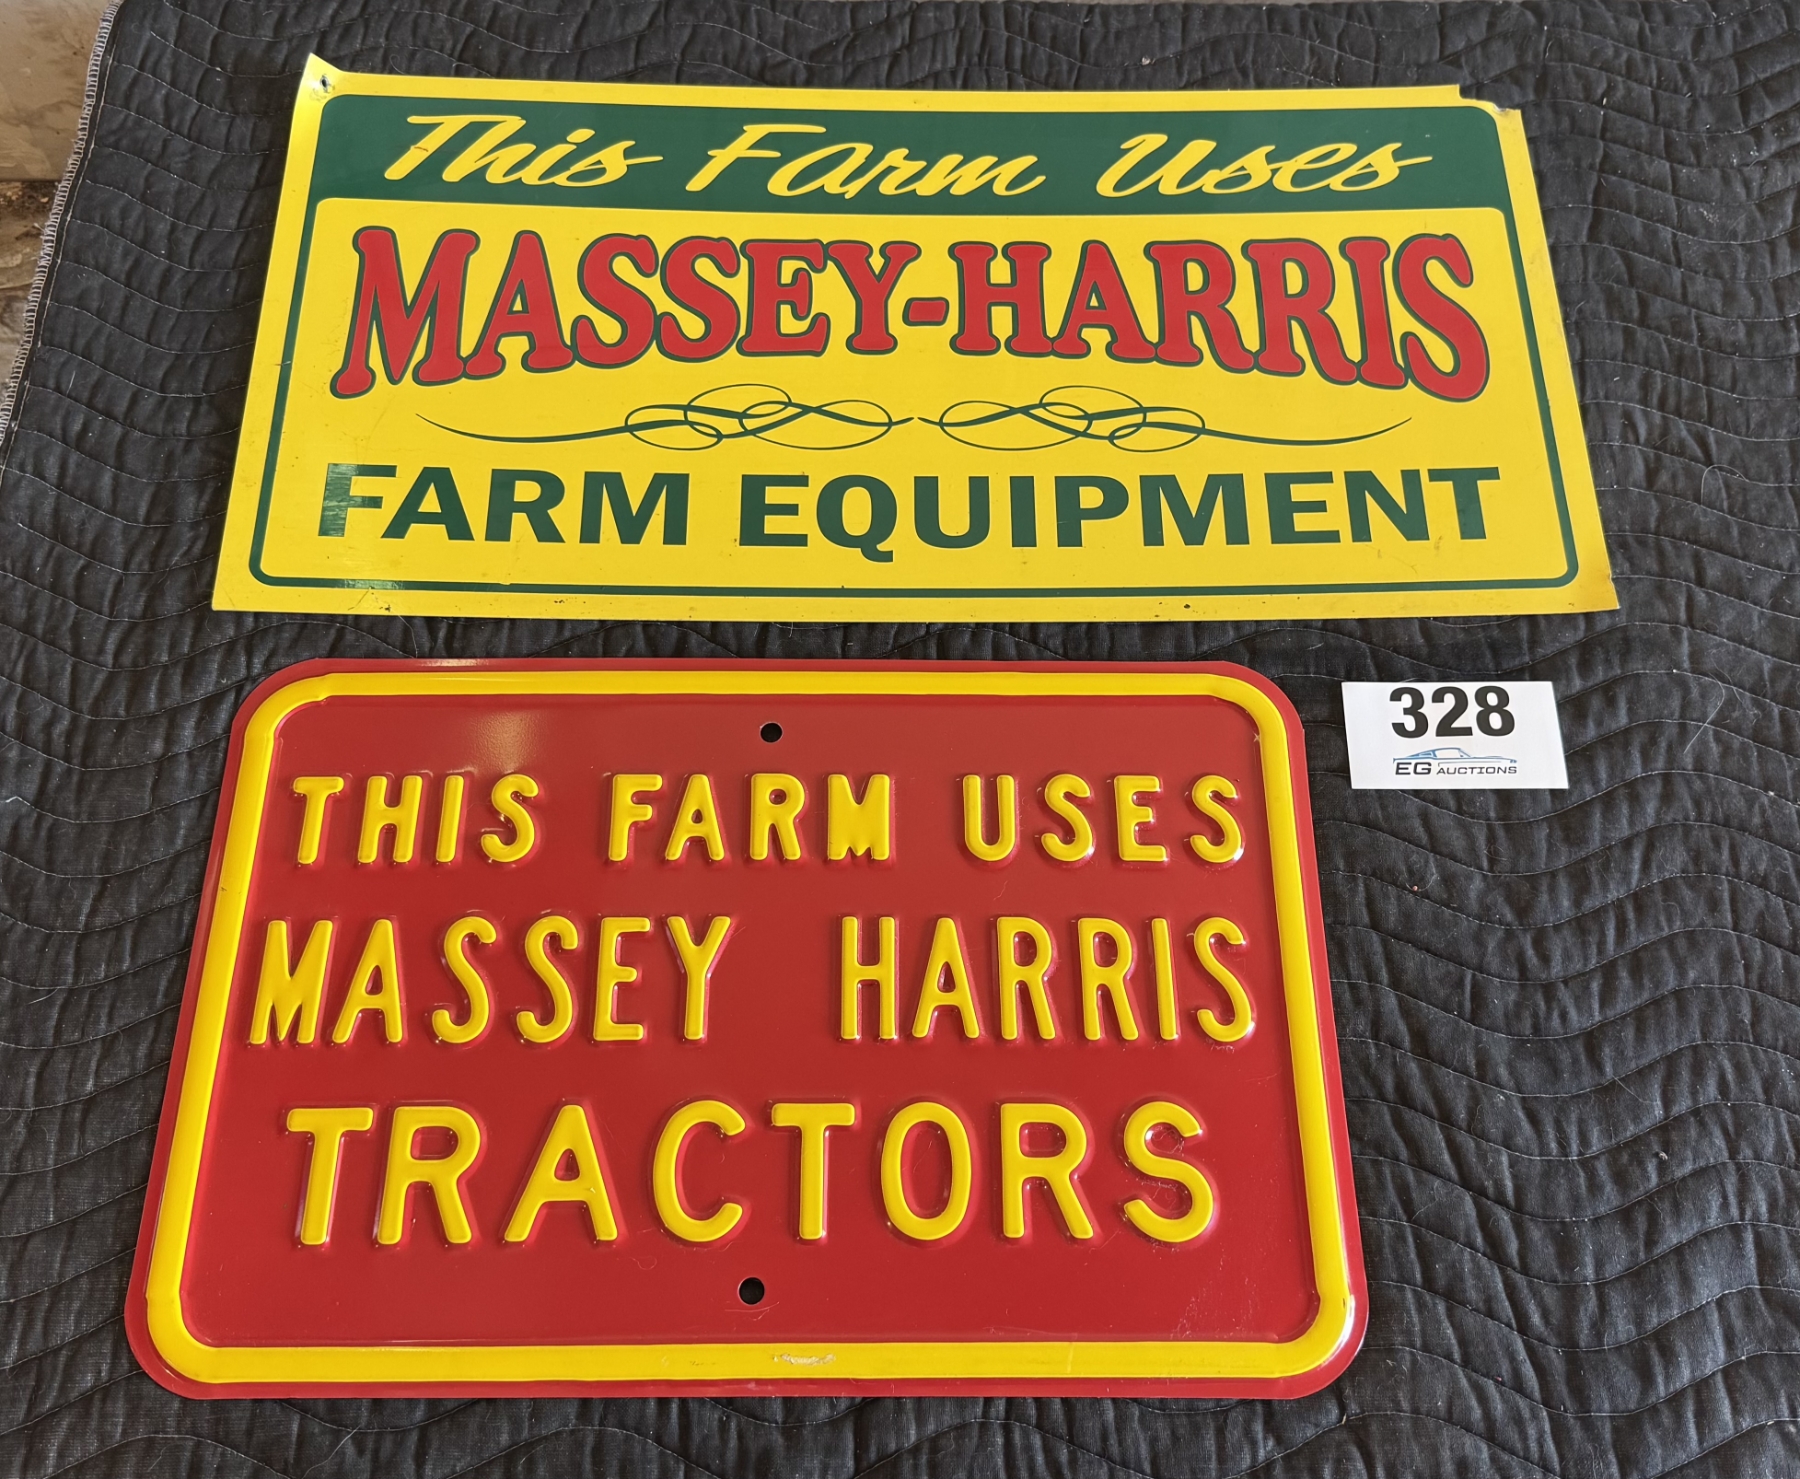 This Farm Uses
MASSEY-HARRIS
FARM EQUIPMENT
THIS FARM USES
MASSEY HARRIS
TRACTORS
328
EG AUCTIONS